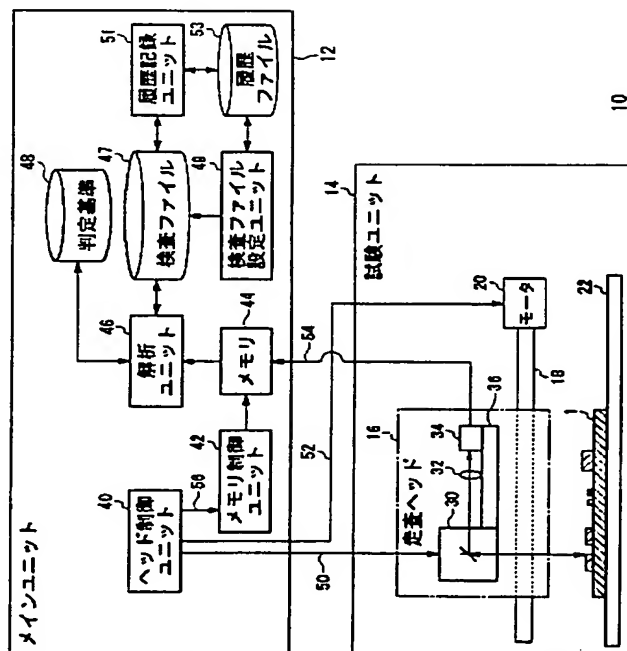 メインユニット
40
ヘッド制御
ユニット
56
42
メモリ制御
ユニット
44
メモリ
46
解析
ユニット
48
判定基準
47
検査ファイル
49
検査ファイル
設定ユニット
51
履歴記録
ユニット
53
履歴
ファイル
12
50
52
54
14
試験ユニット
16
走査ヘッド
30
32
34
36
20
モータ
18
22
1
10